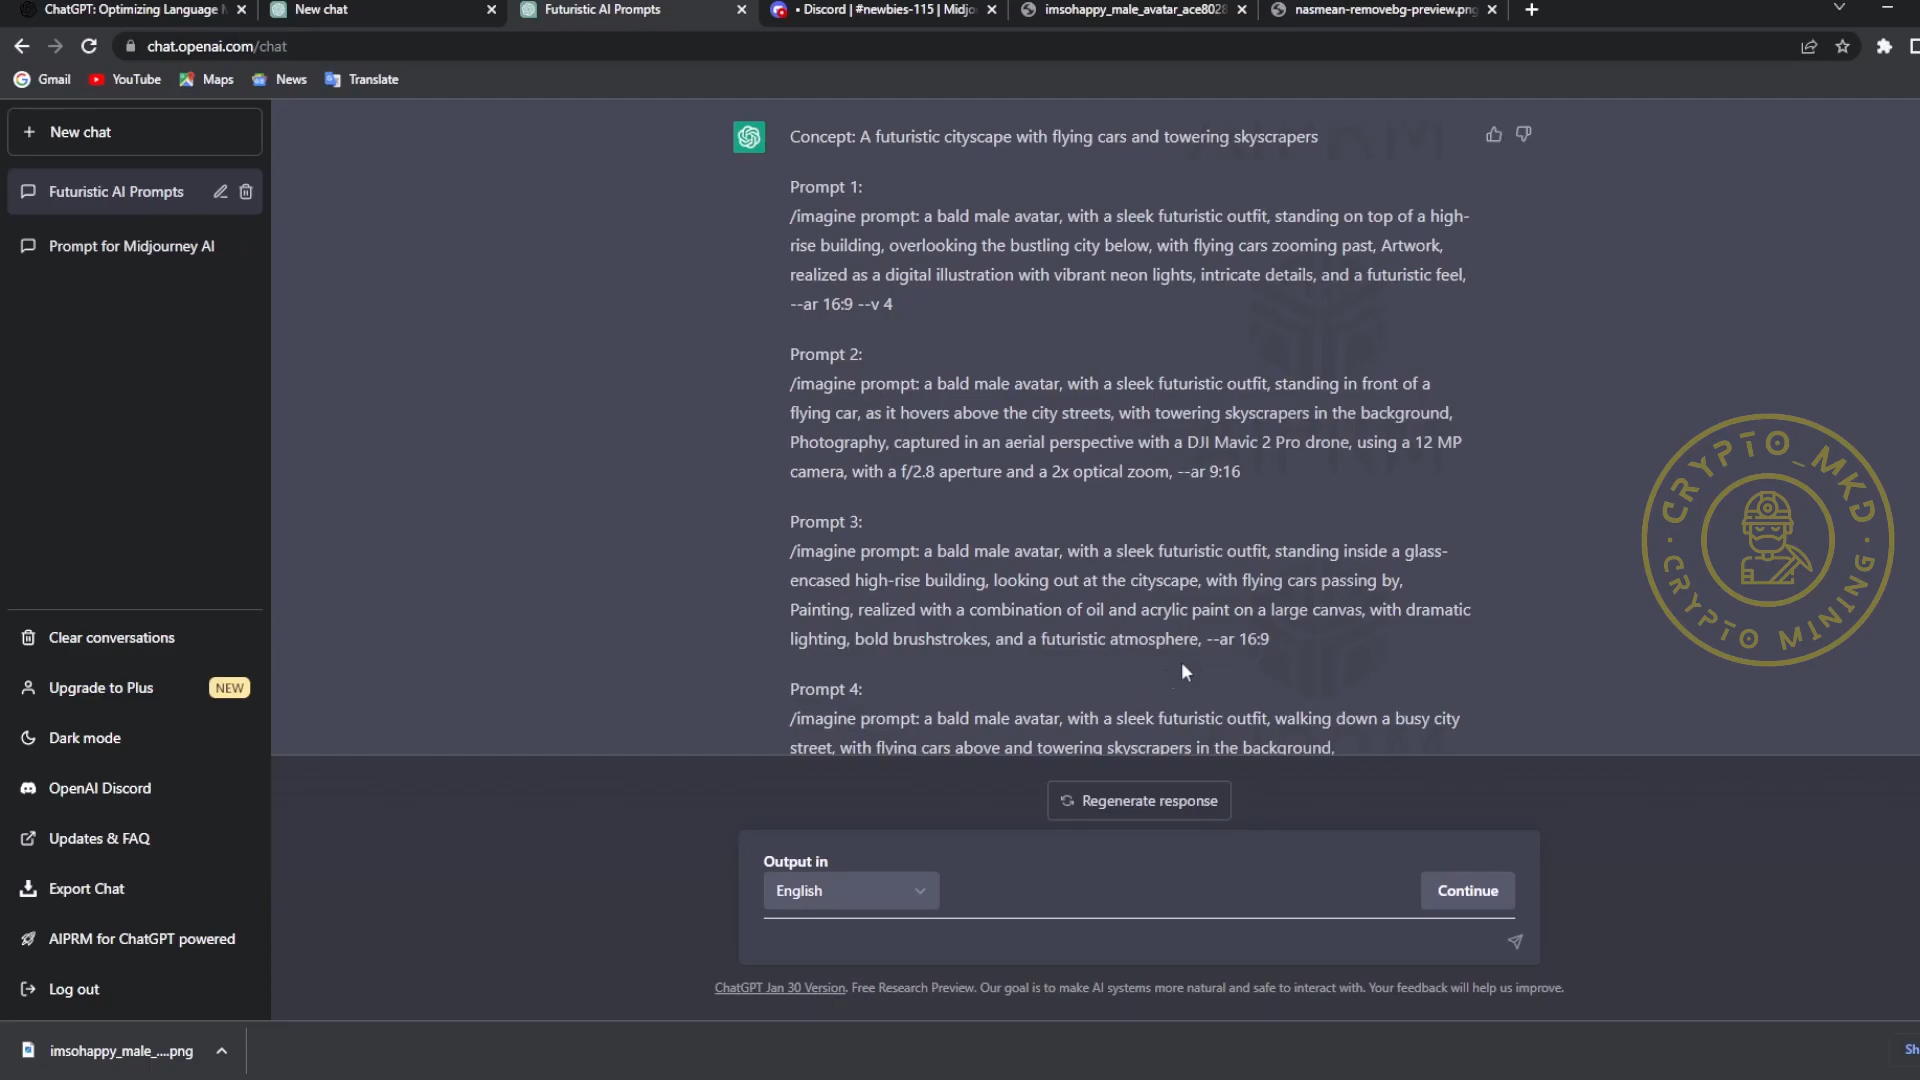 ChatGPT: Optimizing Language
New chat
Futuristic AI Prompts
• Discord | #newbies-115 | Midjo
imsohappy_male_avatar_ace8028
nasmean-removebg-preview.png
chat.openai.com/chat
Gmail
YouTube
Maps
News
Translate
New chat
Futuristic AI Prompts
Prompt for Midjourney AI
Clear conversations
Upgrade to Plus
NEW
Dark mode
OpenAI Discord
Updates & FAQ
Export Chat
AIPRM for ChatGPT powered
Log out
Concept: A futuristic cityscape with flying cars and towering skyscrapers
Prompt 1:
/imagine prompt: a bald male avatar, with a sleek futuristic outfit, standing on top of a high-
rise building, overlooking the bustling city below, with flying cars zooming past, Artwork,
realized as a digital illustration with vibrant neon lights, intricate details, and a futuristic feel,
--ar 16:9 --v 4
Prompt 2:
/imagine prompt: a bald male avatar, with a sleek futuristic outfit, standing in front of a
flying car, as it hovers above the city streets, with towering skyscrapers in the background,
Photography, captured in an aerial perspective with a DJI Mavic 2 Pro drone, using a 12 MP
camera, with a f/2.8 aperture and a 2x optical zoom, --ar 9:16
Prompt 3:
/imagine prompt: a bald male avatar, with a sleek futuristic outfit, standing inside a glass-
encased high-rise building, looking out at the cityscape, with flying cars passing by,
Painting, realized with a combination of oil and acrylic paint on a large canvas, with dramatic
lighting, bold brushstrokes, and a futuristic atmosphere, --ar 16:9
Prompt 4:
/imagine prompt: a bald male avatar, with a sleek futuristic outfit, walking down a busy city
street, with flying cars above and towering skyscrapers in the background,
CRYPTO_MKD
CRYPTO MINING
Regenerate response
Output in
English
Continue
ChatGPT Jan 30 Version. Free Research Preview. Our goal is to make AI systems more natural and safe to interact with. Your feedback will help us improve.
imsohappy_male_....png
Sh